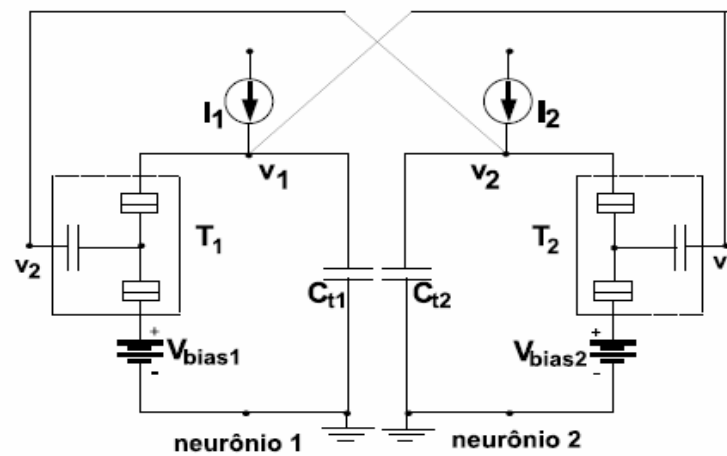 I1
I2
v1
v2
T1
T2
v2
v
Ct1
Ct2
+
Vbias1
-
+
Vbias2
-
neurônio 1
neurônio 2